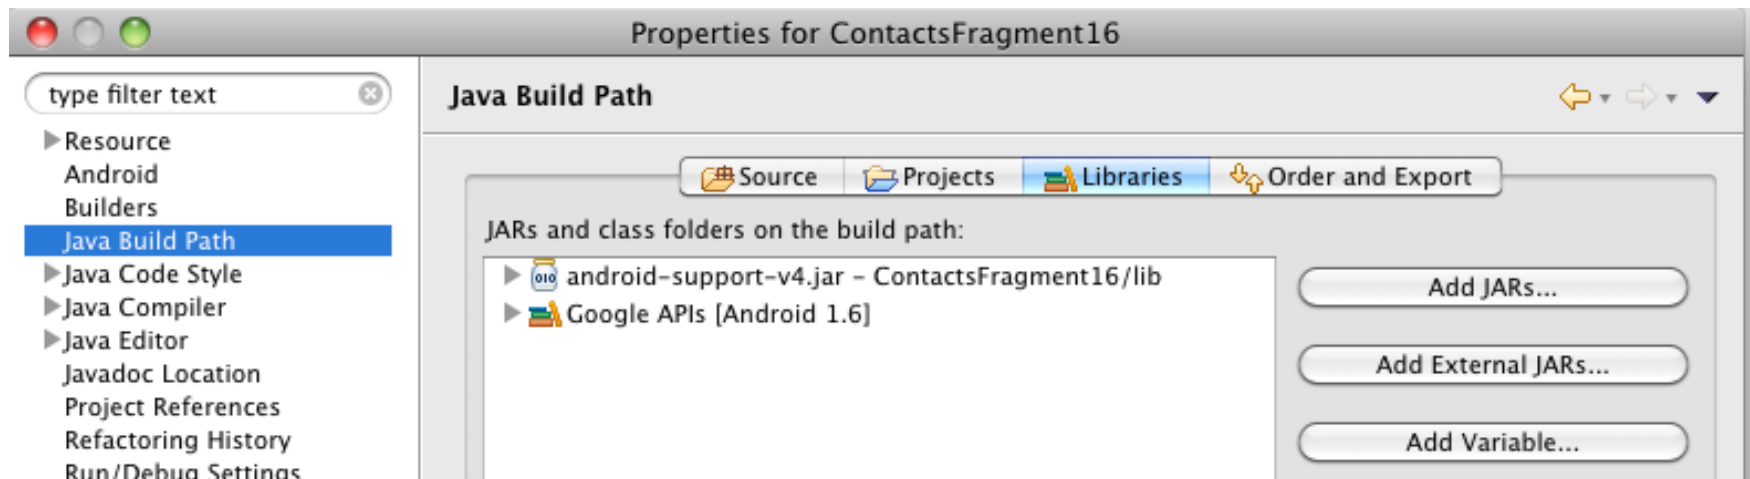 Properties for ContactsFragment16
type filter text
Resource
Android
Builders
Java Build Path
Java Code Style
Java Compiler
Java Editor
Javadoc Location
Project References
Refactoring History
Run/Debug Settings
Java Build Path
Source Projects Libraries Order and Export
JARs and class folders on the build path:
android-support-v4.jar - ContactsFragment16/lib
Google APIs [Android 1.6]
Add JARs...
Add External JARs...
Add Variable...